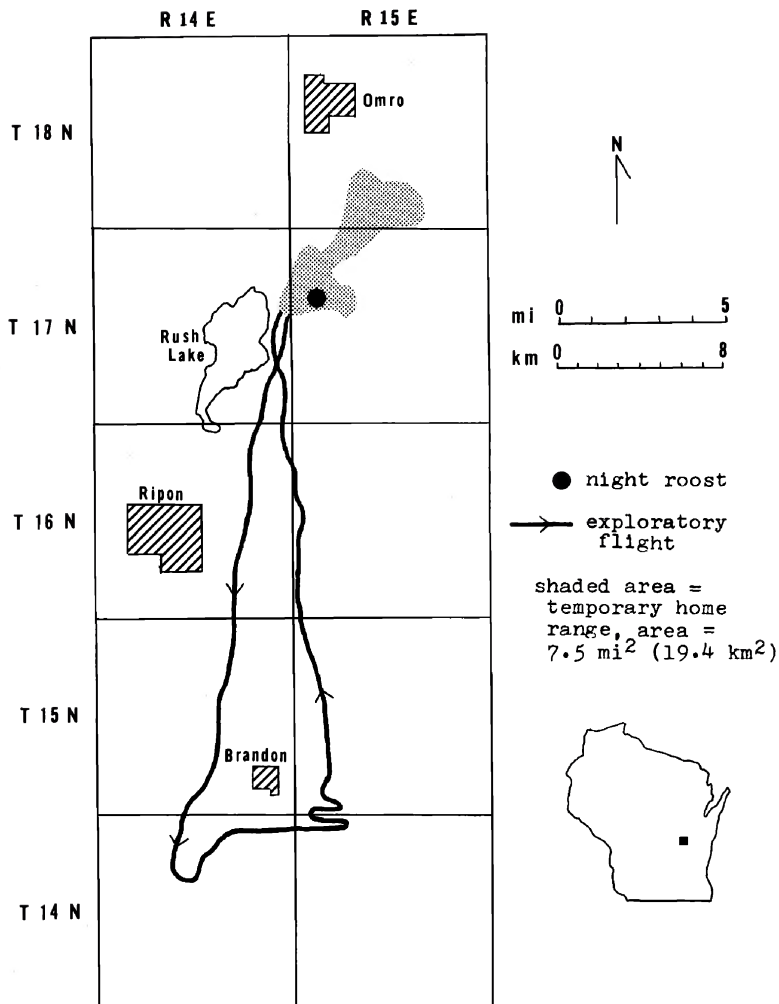 R 14 E
R 15 E
T 18 N
Omro
N
T 17 N
Rush
Lake
mi 0 5
km 0 8
Ripon
T 16 N
night roost
exploratory
flight
shaded area =
temporary home
range, area =
7.5 mi² (19.4 km²)
T 15 N
Brandon
T 14 N